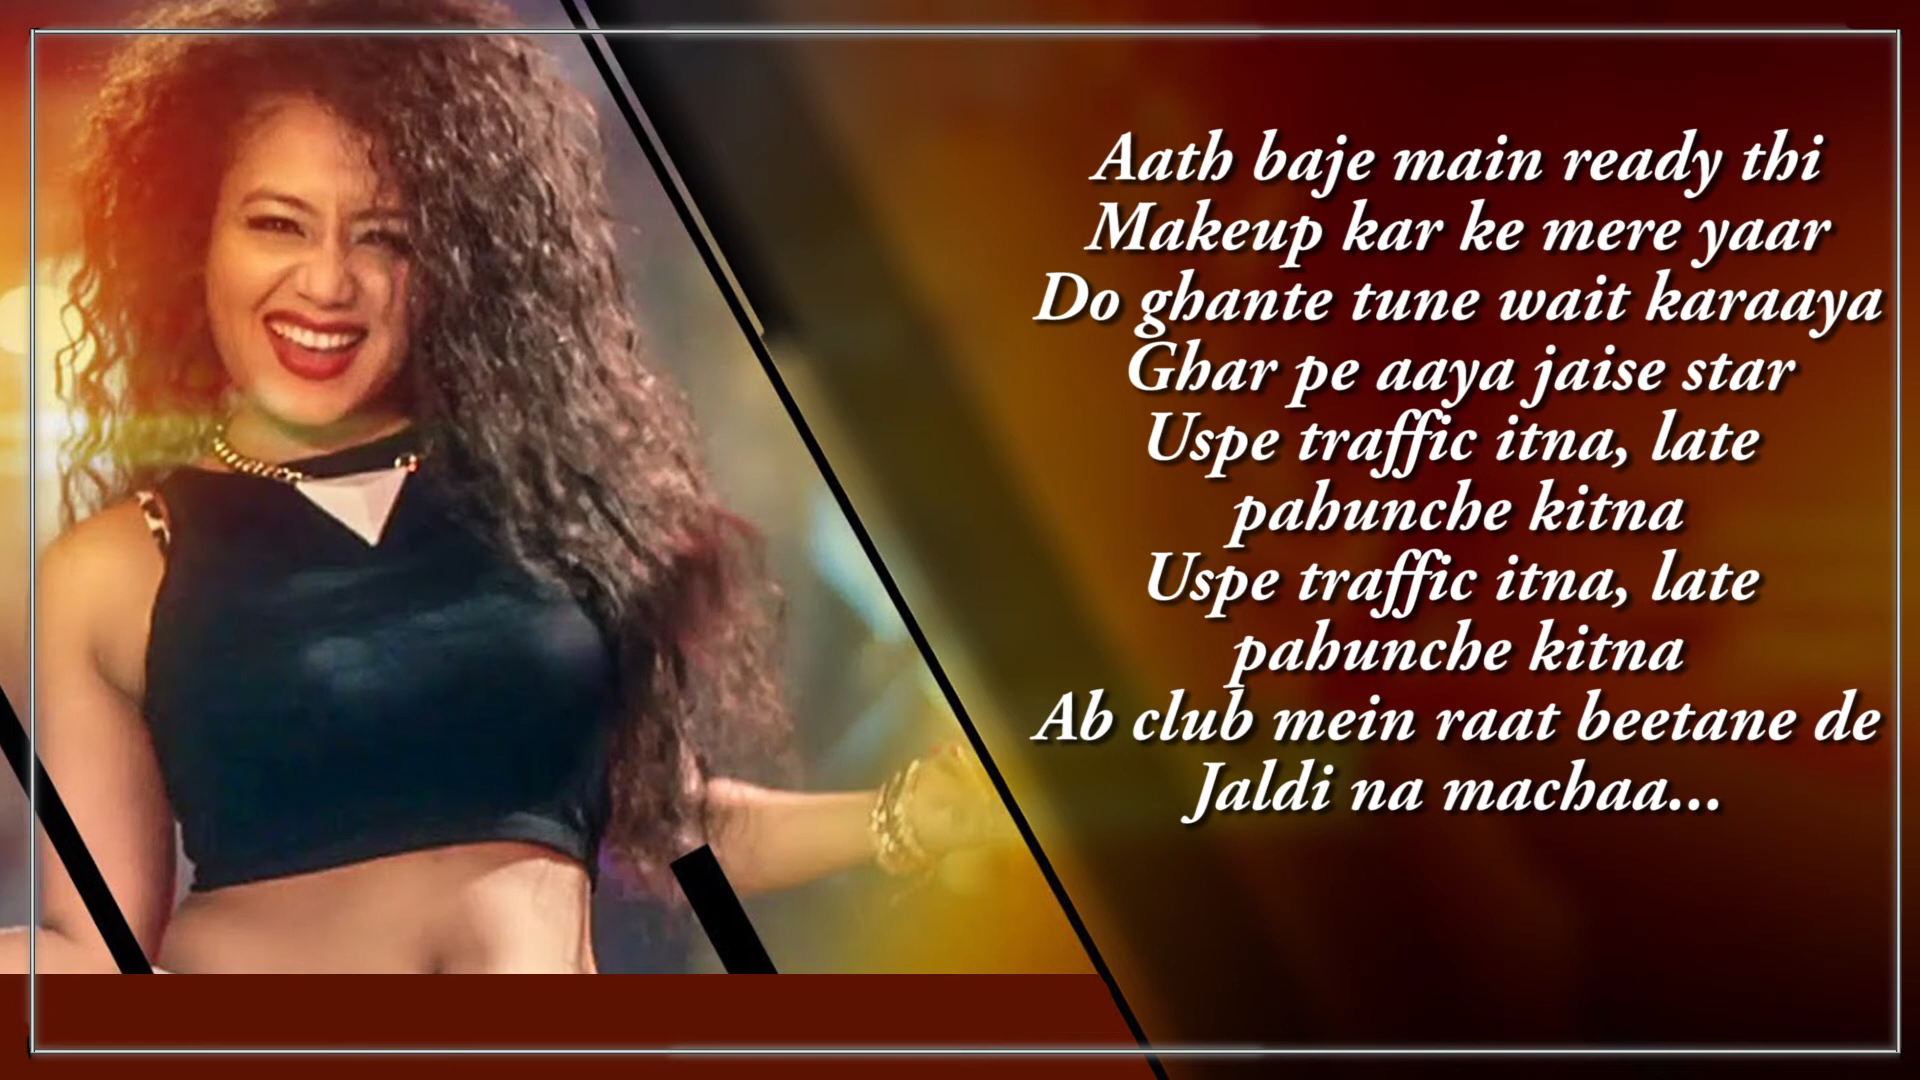 Aath baje main ready thi
Makeup kar ke mere yaar
Do ghante tune wait karaaya
Ghar pe aaya jaise star
Uspe traffic itna, late
pahunche kitna
Uspe traffic itna, late
pahunche kitna
Ab club mein raat beetane de
Jaldi na machaa...